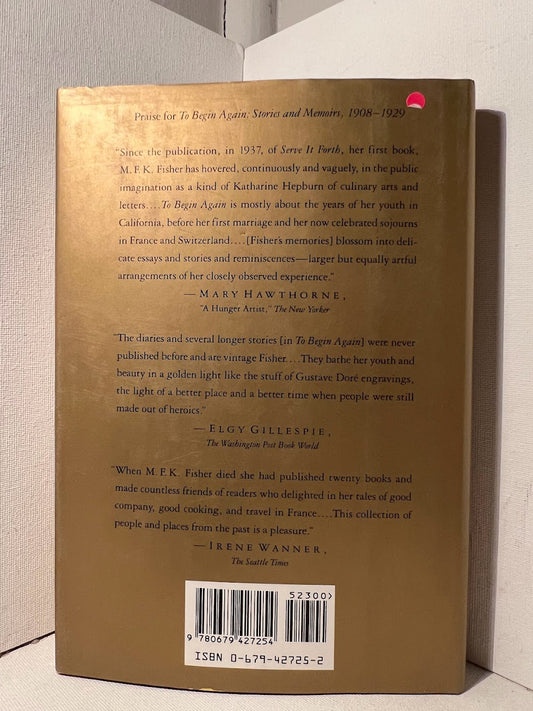 Praise for To Begin Again: Stories and Memoirs, 1908–1929
"Since the publication, in 1937, of Serve It Forth, her first book,
M. F. K. Fisher has hovered, continuously and vaguely, in the public
imagination as a kind of Katharine Hepburn of culinary arts and
letters....To Begin Again is mostly about the years of her youth in
California, before her first marriage and her now celebrated sojourns
in France and Switzerland....[Fisher's memories] blossom into deli-
cate essays and stories and reminiscences—larger but equally artful
arrangements of her closely observed experience."
—MARY HAWTHORNE,
"A Hunger Artist," The New Yorker
"The diaries and several longer stories [in To Begin Again] were never
published before and are vintage Fisher....They bathe her youth and
beauty in a golden light like the stuff of Gustave Doré engravings,
the light of a better place and a better time when people were still
made out of heroics."
—ELGY GILLESPIE,
The Washington Post Book World
"When M. F. K. Fisher died she had published twenty books and
made countless friends of readers who delighted in her tales of good
company, good cooking, and travel in France....This collection of
people and places from the past is a pleasure."
—IRENE WANNER,
The Seattle Times
52300>
9 780679 427254
ISBN 0-679-42725-2